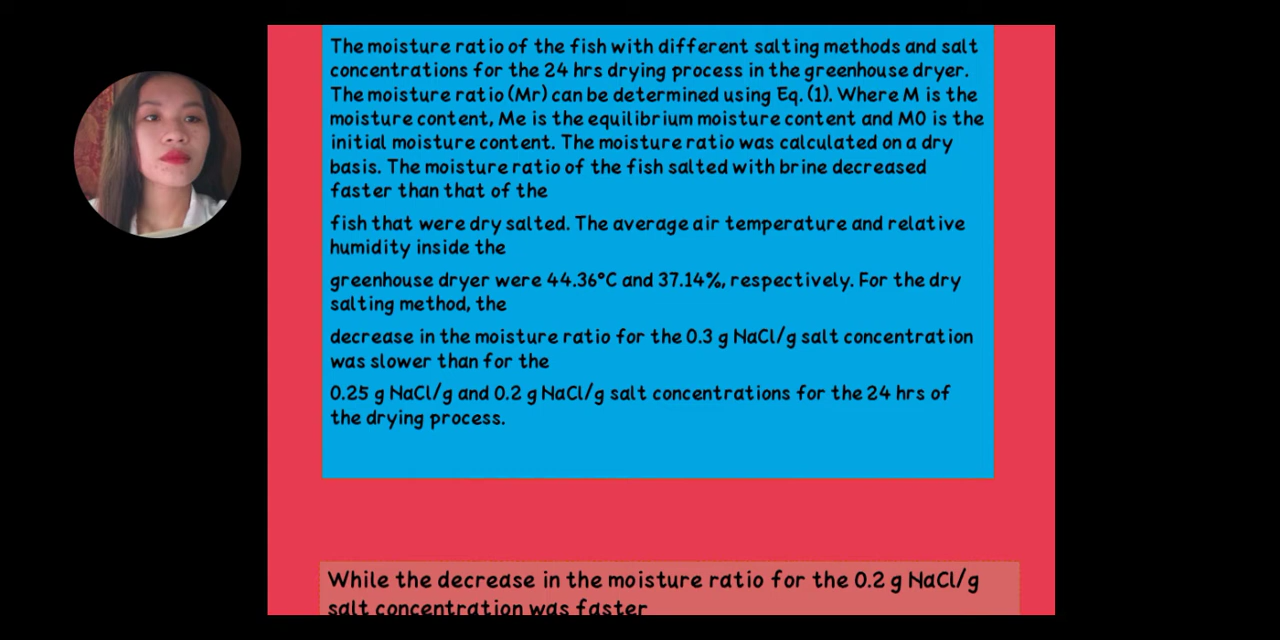 The moisture ratio of the fish with different salting methods and salt
concentrations for the 24 hrs drying process in the greenhouse dryer.
The moisture ratio (Mr) can be determined using Eq. (1). Where M is the
moisture content, Me is the equilibrium moisture content and M0 is the
initial moisture content. The moisture ratio was calculated on a dry
basis. The moisture ratio of the fish salted with brine decreased
faster than that of the
fish that were dry salted. The average air temperature and relative
humidity inside the
greenhouse dryer were 44.36°C and 37.14%, respectively. For the dry
salting method, the
decrease in the moisture ratio for the 0.3 g NaCl/g salt concentration
was slower than for the
0.25 g NaCl/g and 0.2 g NaCl/g salt concentrations for the 24 hrs of
the drying process.
While the decrease in the moisture ratio for the 0.2 g NaCl/g
salt concentration was faster